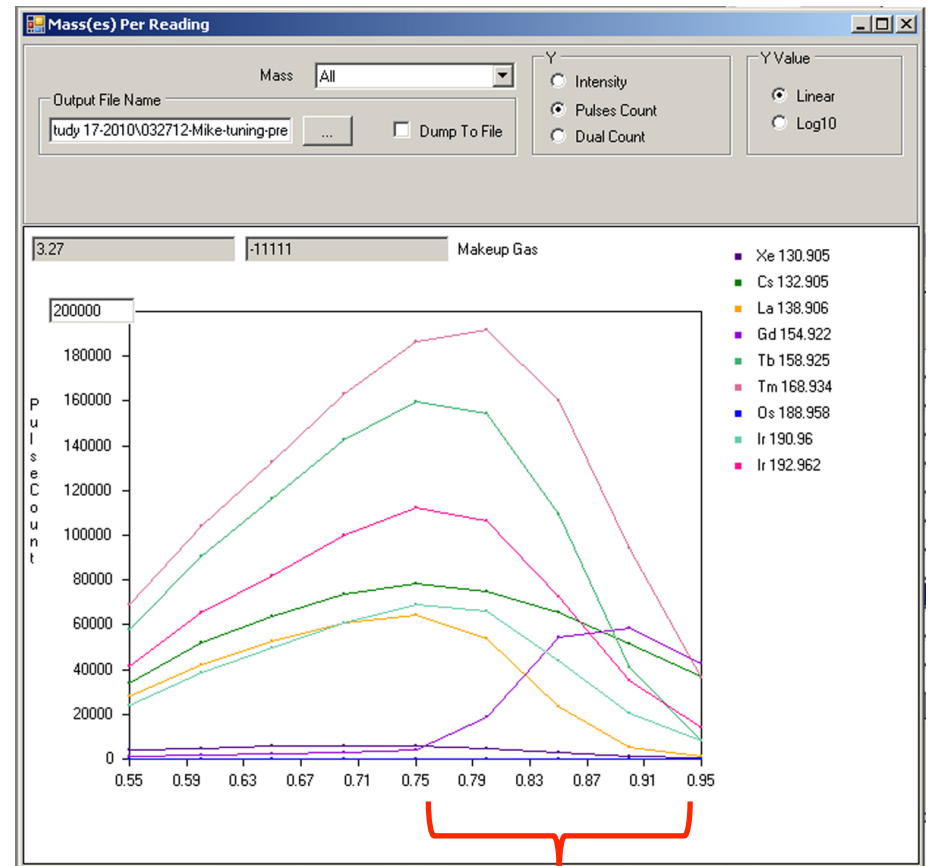 Mass(es) Per Reading
Mass All
Output File Name
tudy 17-2010\032712-Mike-tuning-pre ... Dump To File
Y
Intensity
Pulses Count
Dual Count
Y Value
Linear
Log10
3.27 -11111 Makeup Gas
Xe 130.905
Cs 132.905
La 138.906
Gd 154.922
Tb 158.925
Tm 168.934
Os 188.958
Ir 190.96
Ir 192.962
PulseCount
200000
180000
160000
140000
120000
100000
80000
60000
40000
20000
0
0.55 0.59 0.63 0.67 0.71 0.75 0.79 0.83 0.87 0.91 0.95